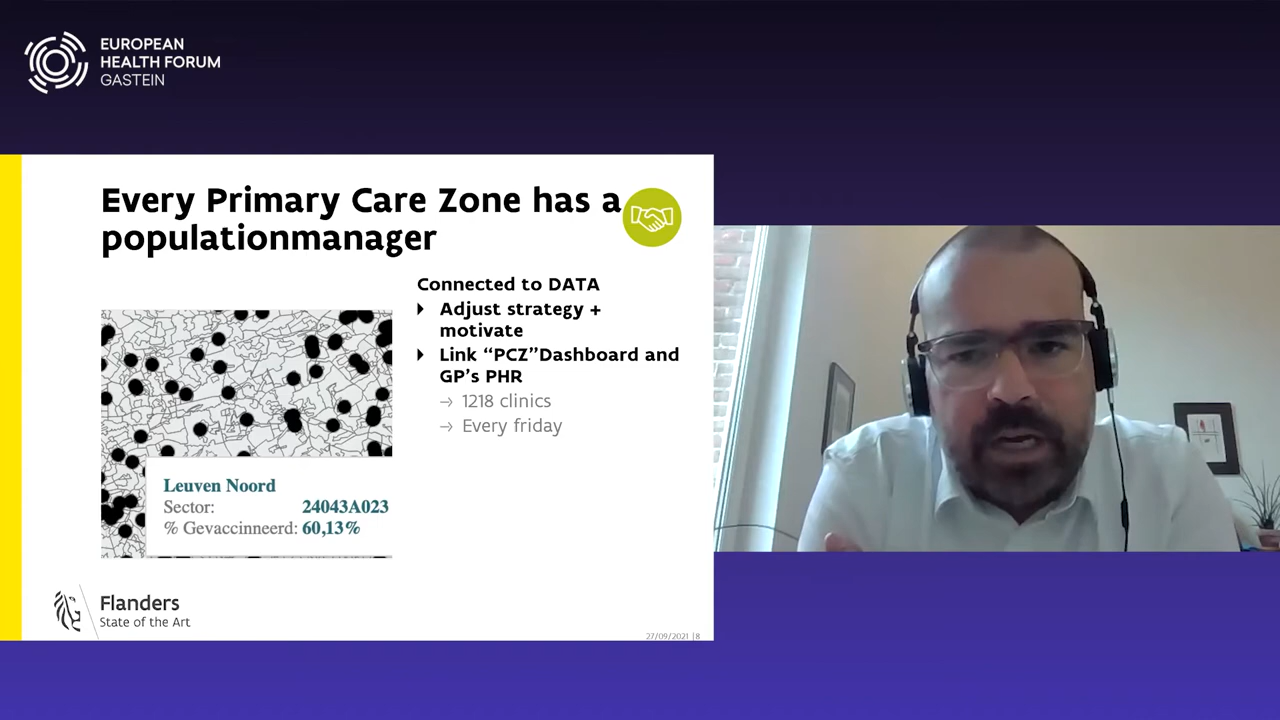 EUROPEAN
HEALTH FORUM
GASTEIN
Every Primary Care Zone has a
populationmanager
Connected to DATA
Adjust strategy +
motivate
Link “PCZ”Dashboard and
GP’s PHR
→ 1218 clinics
→ Every friday
Leuven Noord
Sector: 24043A023
% Gevaccinneerd: 60,13%
Flanders
State of the Art
27/09/2021 |8